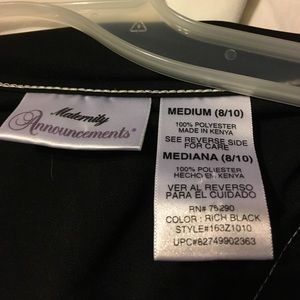 Maternity
Announcements®
MEDIUM (8/10)
100% POLYESTER
MADE IN KENYA
SEE REVERSE SIDE
FOR CARE
MEDIANA (8/10)
100% POLIESTER
HECHO EN KENYA
VER AL REVERSO
PARA EL CUIDADO
RN# 75290
COLOR : RICH BLACK
STYLE#163Z1010
UPC#82749902363